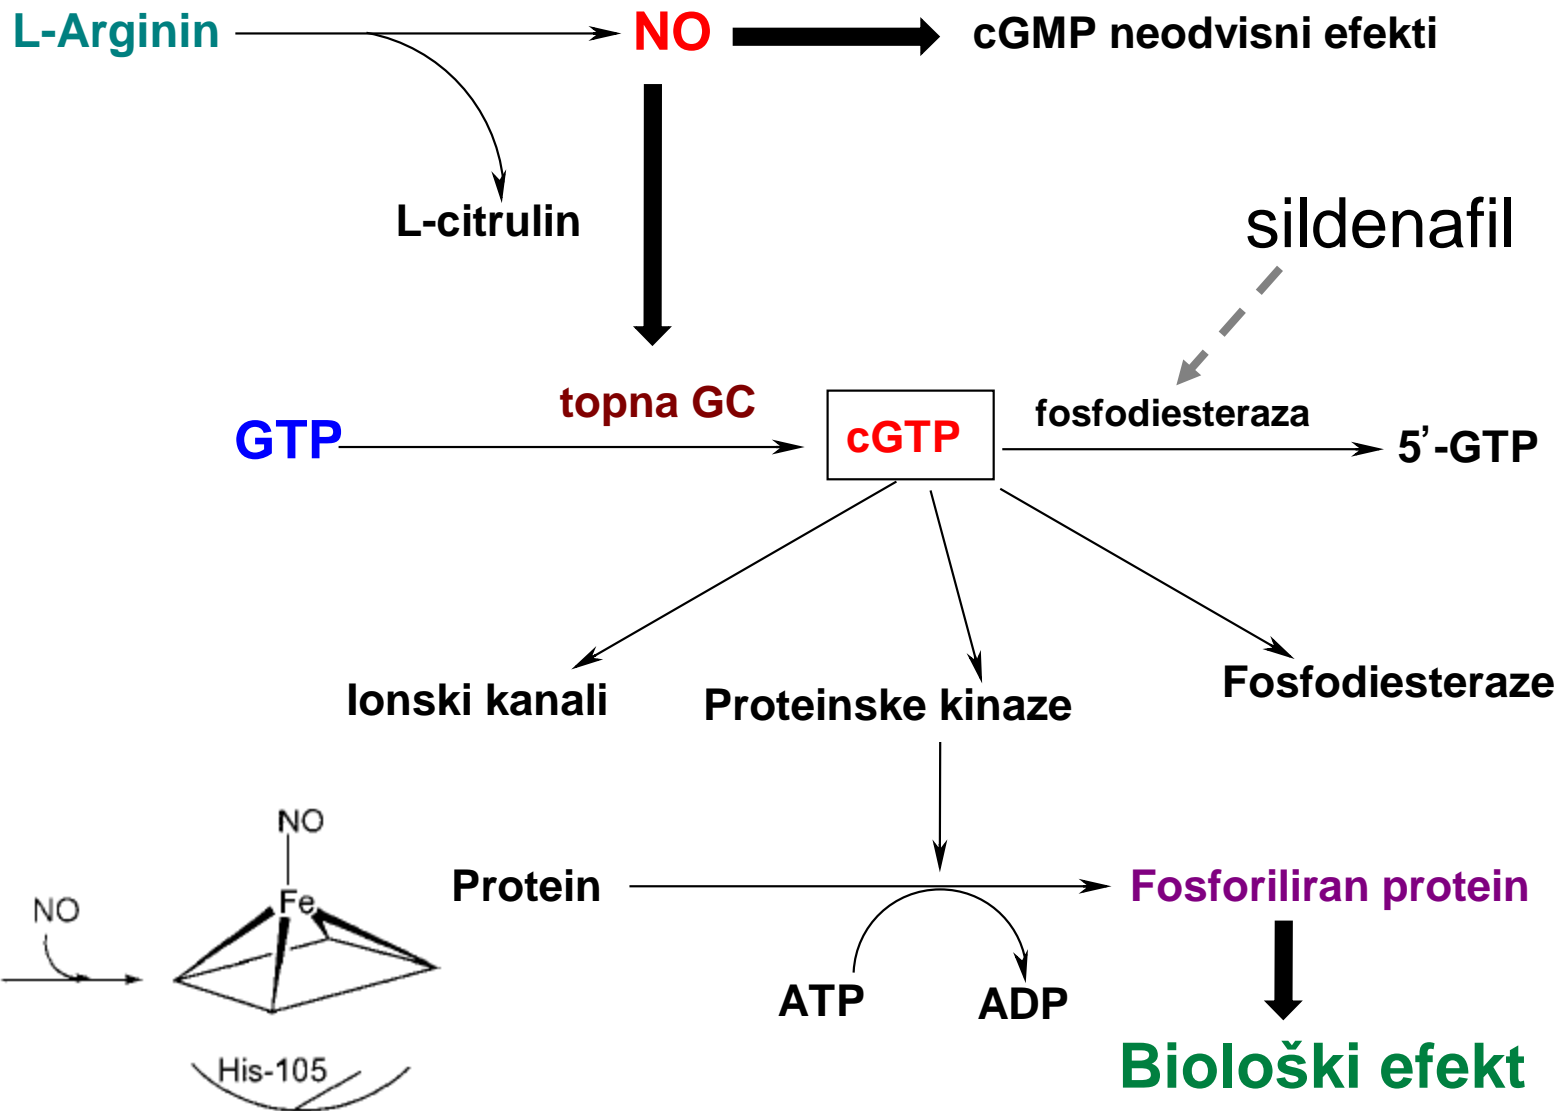 L-Arginin
NO
cGMP neodvisni efekti
L-citrulin
sildenafil
topna GC
fosfodiesteraza
GTP
cGTP
5’-GTP
Ionski kanali
Proteinske kinaze
Fosfodiesteraze
NO
Fe
NO
Protein
Fosforiliran protein
ATP
ADP
His-105
Biološki efekt